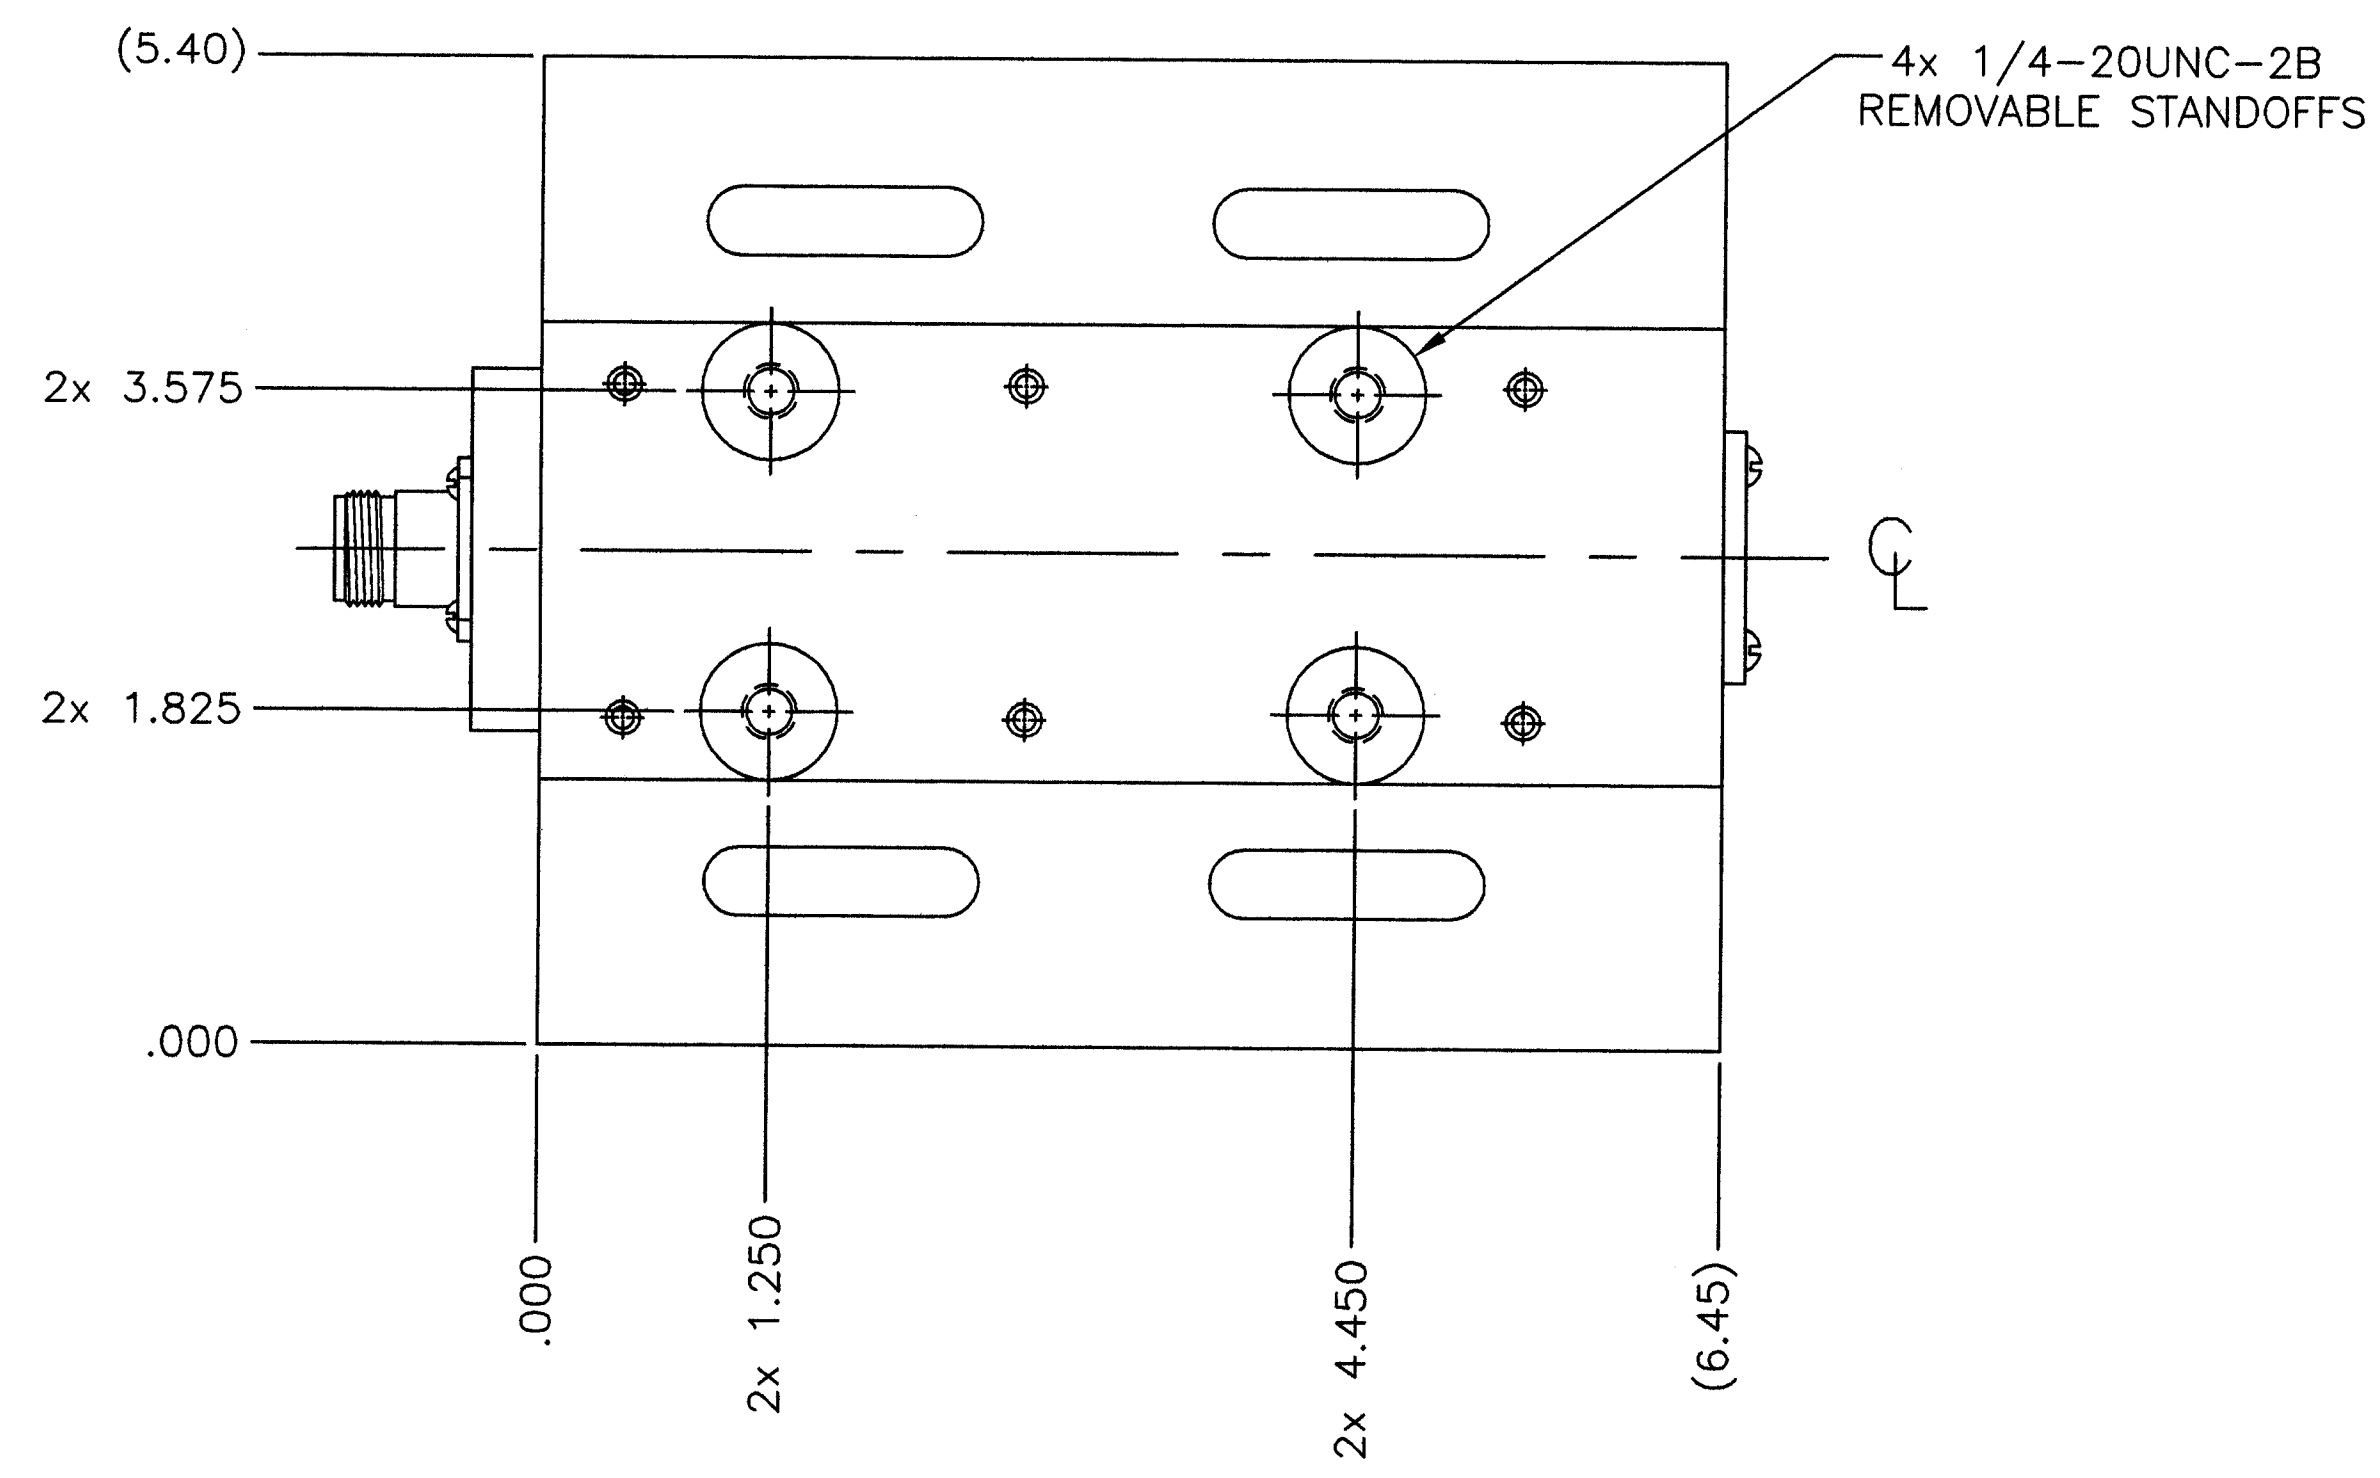 (5.40)
4x 1/4-20UNC-2B
REMOVABLE STANDOFFS
2x 3.575
CL
2x 1.825
.000
.000
2x 1.250
2x 4.450
(6.45)